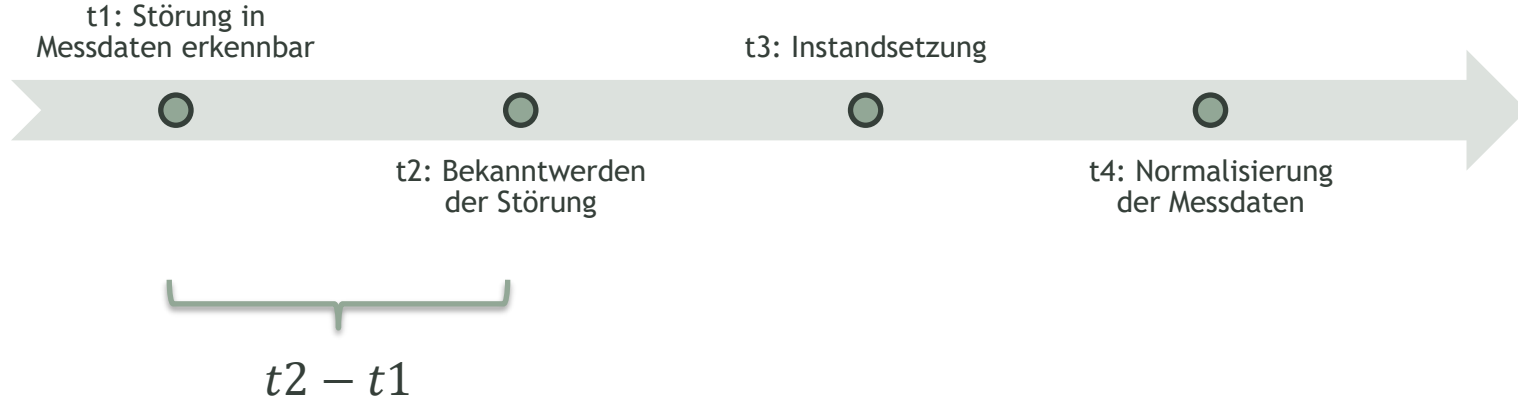 t1: Störung in
Messdaten erkennbar
t3: Instandsetzung
t2: Bekanntwerden
der Störung
t4: Normalisierung
der Messdaten
t2 − t1